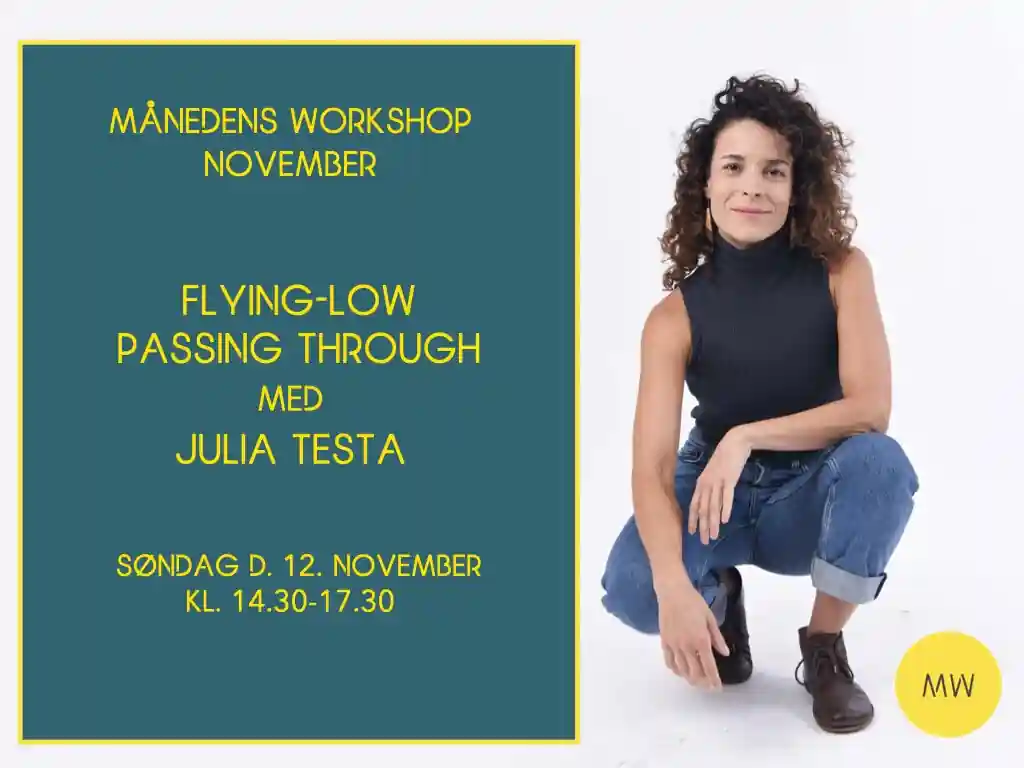 MÅNEDENS WORKSHOP
NOVEMBER
FLYING-LOW
PASSING THROUGH
MED
JULIA TESTA
SØNDAG D. 12. NOVEMBER
KL. 14.30-17.30
MW